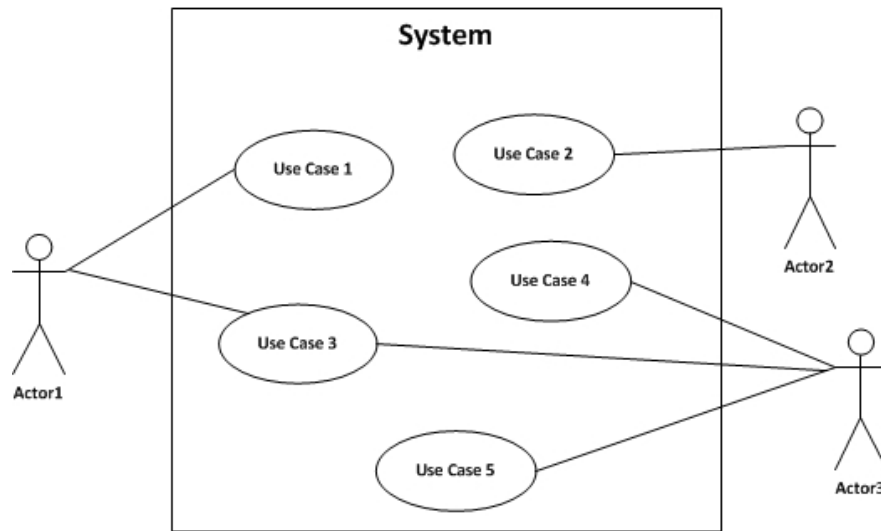 System
Use Case 1
Use Case 2
Actor2
Use Case 4
Use Case 3
Actor1
Use Case 5
Actor3